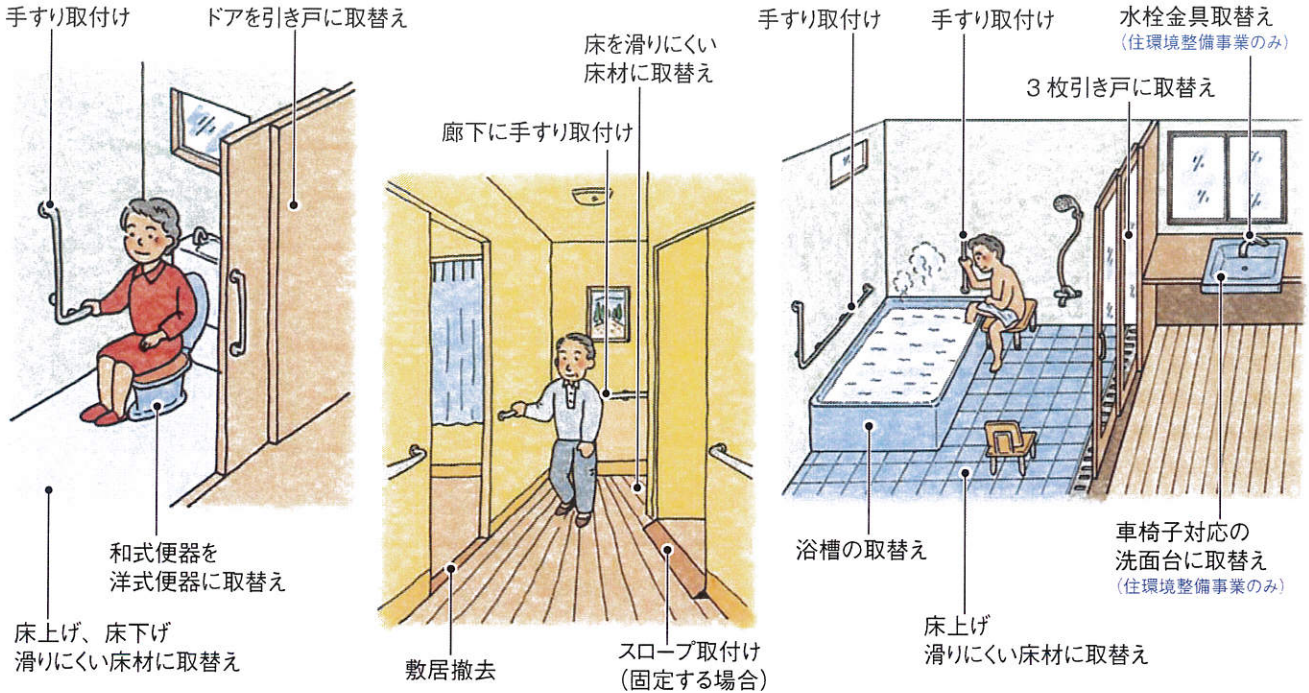 手すり取付け
ドアを引き戸に取替え
和式便器を
洋式便器に取替え
床上げ、床下げ
滑りにくい床材に取替え
床を滑りにくい
床材に取替え
廊下に手すり取付け
敷居撤去
スロープ取付け
（固定する場合）
手すり取付け
手すり取付け
水栓金具取替え
（住環境整備事業のみ）
3枚引き戸に取替え
浴槽の取替え
床上げ
滑りにくい床材に取替え
車椅子対応の
洗面台に取替え
（住環境整備事業のみ）